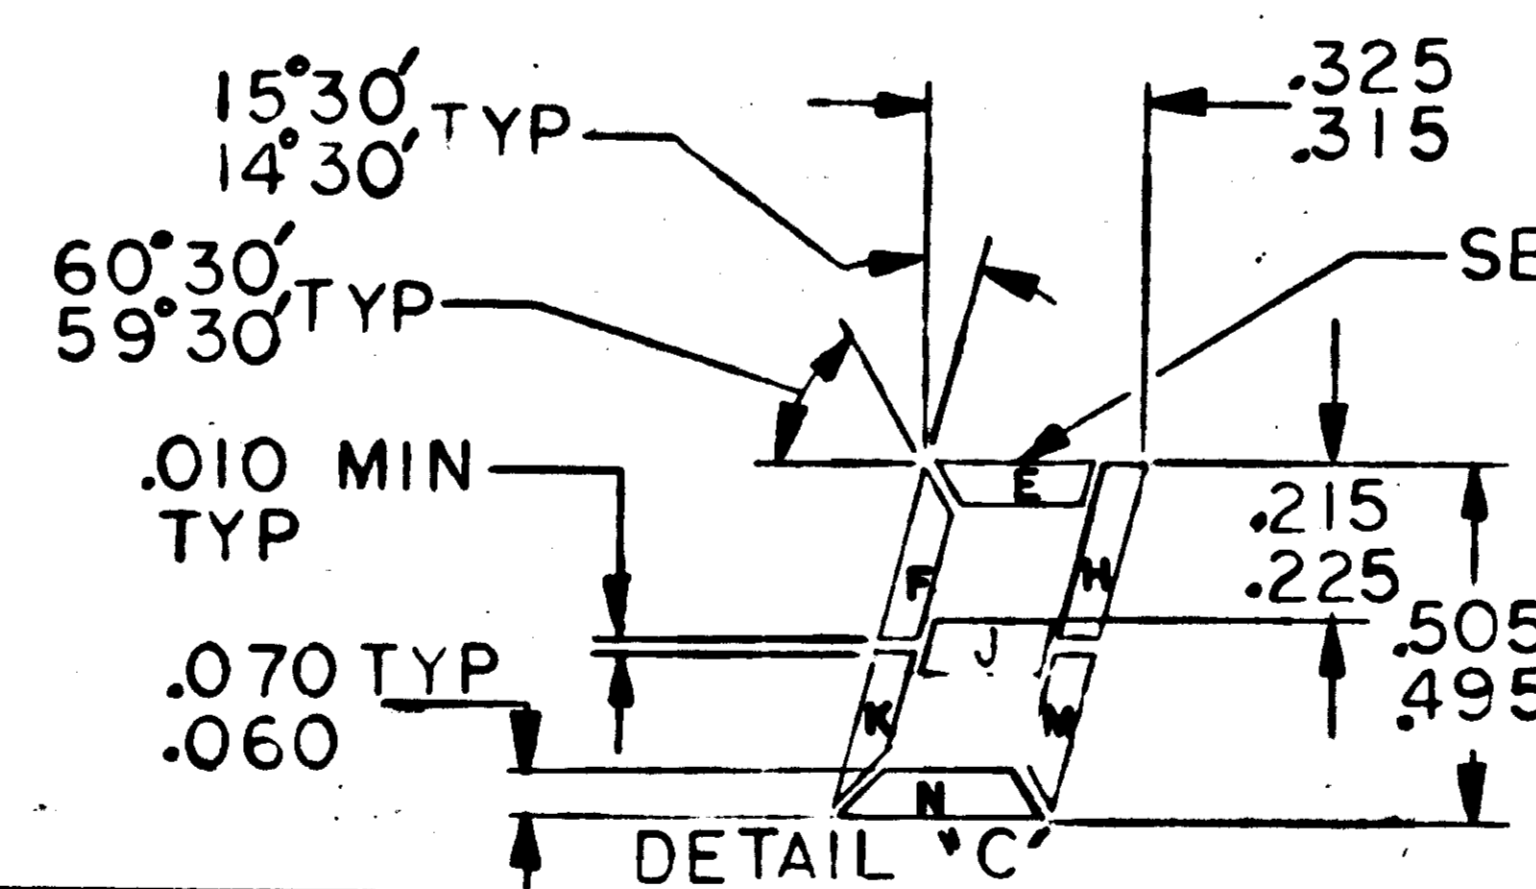 15°30′
14°30′ TYP
.325
.315
60°30′
59°30′ TYP
SE
.010 MIN
TYP
E
.215
.225
F
H
.505
.495
J
.070 TYP
.060
K
M
N
DETAIL "C"